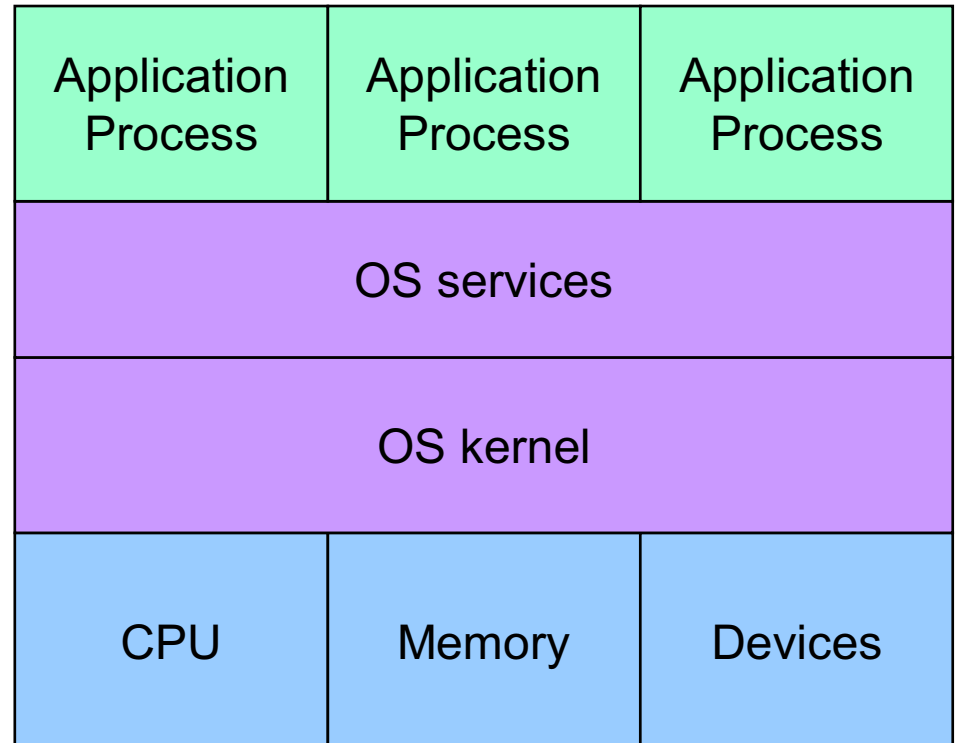 Application
Process
Application
Process
Application
Process
OS services
OS kernel
CPU
Memory
Devices